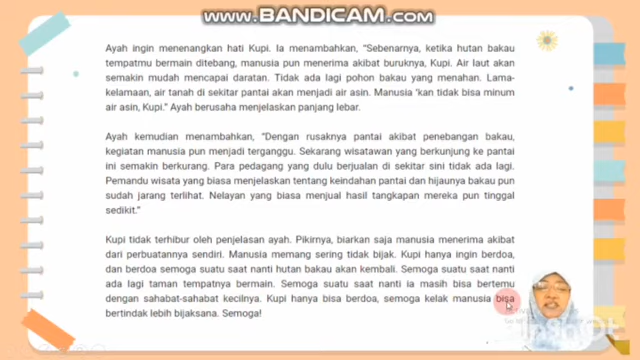 www.BANDICAM.com
Ayah ingin menenangkan hati Kupi. Ia menambahkan, “Sebenarnya, ketika hutan bakau
tempatmu bermain ditebang, manusia pun menerima akibat buruknya, Kupi. Air laut akan
semakin mudah mencapai daratan. Tidak ada lagi pohon bakau yang menahan. Lama-
kelamaan, air tanah di sekitar pantai akan menjadi air asin. Manusia ‘kan tidak bisa minum
air asin, Kupi.” Ayah berusaha menjelaskan panjang lebar.
Ayah kemudian menambahkan, “Dengan rusaknya pantai akibat penebangan bakau,
kegiatan manusia pun menjadi terganggu. Sekarang wisatawan yang berkunjung ke pantai
ini semakin berkurang. Para pedagang yang dulu berjualan di sekitar sini tidak ada lagi.
Pemandu wisata yang biasa menjelaskan tentang keindahan pantai dan hijaunya bakau pun
sudah jarang terlihat. Nelayan yang biasa menjual hasil tangkapan mereka pun tinggal
sedikit.”
Kupi tidak terhibur oleh penjelasan ayah. Pikirnya, biarkan saja manusia menerima akibat
dari perbuatannya sendiri. Manusia memang sering tidak bijak. Kupi hanya ingin berdoa,
dan berdoa semoga suatu saat nanti hutan bakau akan kembali. Semoga suatu saat nanti
ada lagi taman tempatnya bermain. Semoga suatu saat nanti ia masih bisa bertemu
dengan sahabat-sahabat kecilnya. Kupi hanya bisa berdoa, semoga kelak manusia bisa
bertindak lebih bijaksana. Semoga!